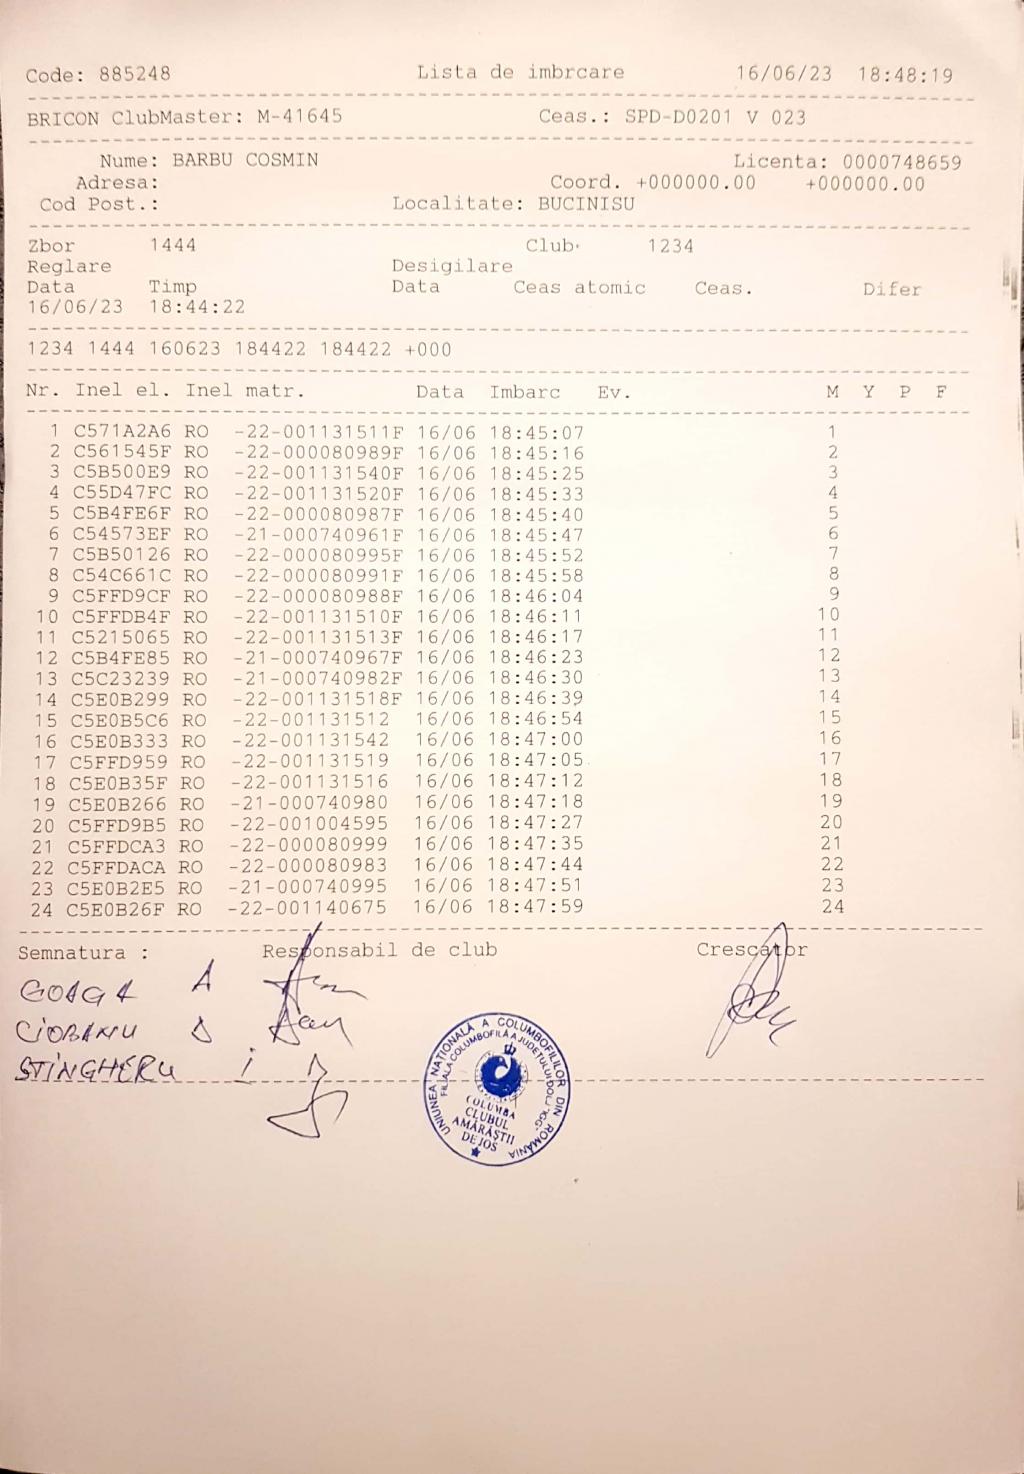 Code: 885248 Lista de imbrcare 16/06/23 18:48:19
BRICON ClubMaster: M-41645 Ceas.: SPD-D0201 V 023
Nume: BARBU COSMIN Licenta: 0000748659
Adresa: Coord. +000000.00 +000000.00
Cod Post.: Localitate: BUCINISU
Zbor 1444 Club. 1234
Reglare Desigilare
Data Timp Data Ceas atomic Ceas. Difer
16/06/23 18:44:22
1234 1444 160623 184422 184422 +000
Nr. Inel el. Inel matr. Data Imbarc Ev. M Y P F
1 C571A2A6 RO -22-001131511F 16/06 18:45:07 1
2 C561545F RO -22-000080989F 16/06 18:45:16 2
3 C5B500E9 RO -22-001131540F 16/06 18:45:25 3
4 C55D47FC RO -22-001131520F 16/06 18:45:33 4
5 C5B4FE6F RO -22-000080987F 16/06 18:45:40 5
6 C54573EF RO -21-000740961F 16/06 18:45:47 6
7 C5B50126 RO -22-000080995F 16/06 18:45:52 7
8 C54C661C RO -22-000080991F 16/06 18:45:58 8
9 C5FFD9CF RO -22-000080988F 16/06 18:46:04 9
10 C5FFDB4F RO -22-001131510F 16/06 18:46:11 10
11 C5215065 RO -22-001131513F 16/06 18:46:17 11
12 C5B4FE85 RO -21-000740967F 16/06 18:46:23 12
13 C5C23239 RO -21-000740982F 16/06 18:46:30 13
14 C5E0B299 RO -22-001131518F 16/06 18:46:39 14
15 C5E0B5C6 RO -22-001131512 16/06 18:46:54 15
16 C5E0B333 RO -22-001131542 16/06 18:47:00 16
17 C5FFD959 RO -22-001131519 16/06 18:47:05 17
18 C5E0B35F RO -22-001131516 16/06 18:47:12 18
19 C5E0B266 RO -21-000740980 16/06 18:47:18 19
20 C5FFD9B5 RO -22-001004595 16/06 18:47:27 20
21 C5FFDCA3 RO -22-000080999 16/06 18:47:35 21
22 C5FFDACA RO -22-000080983 16/06 18:47:44 22
23 C5E0B2E5 RO -21-000740995 16/06 18:47:51 23
24 C5E0B26F RO -22-001140675 16/06 18:47:59 24
Semnatura : Responsabil de club Crescator
GOAGA A
CIOBANU D
STINGHERU i
UNIUNEA NAȚIONALĂ A COLUMBOFILILOR DIN ROMÂNIA
FILIALA COLUMBOFILĂ A JUDEȚULUI DOLJ "GG"
COLUMBA
CLUBUL
AMĂRĂȘTII
DE JOS